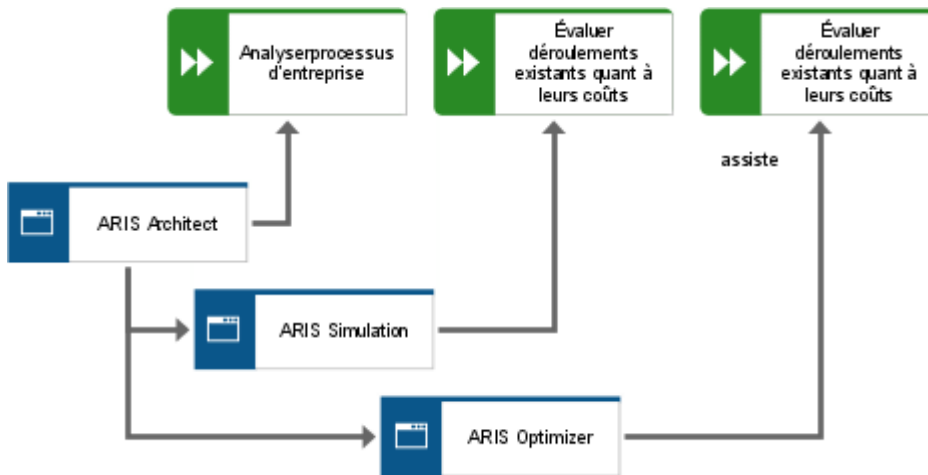 Analyserprocessus
d'entreprise
Évaluer
déroulements
existants quant à
leurs coûts
Évaluer
déroulements
existants quant à
leurs coûts
assiste
ARIS Architect
ARIS Simulation
ARIS Optimizer